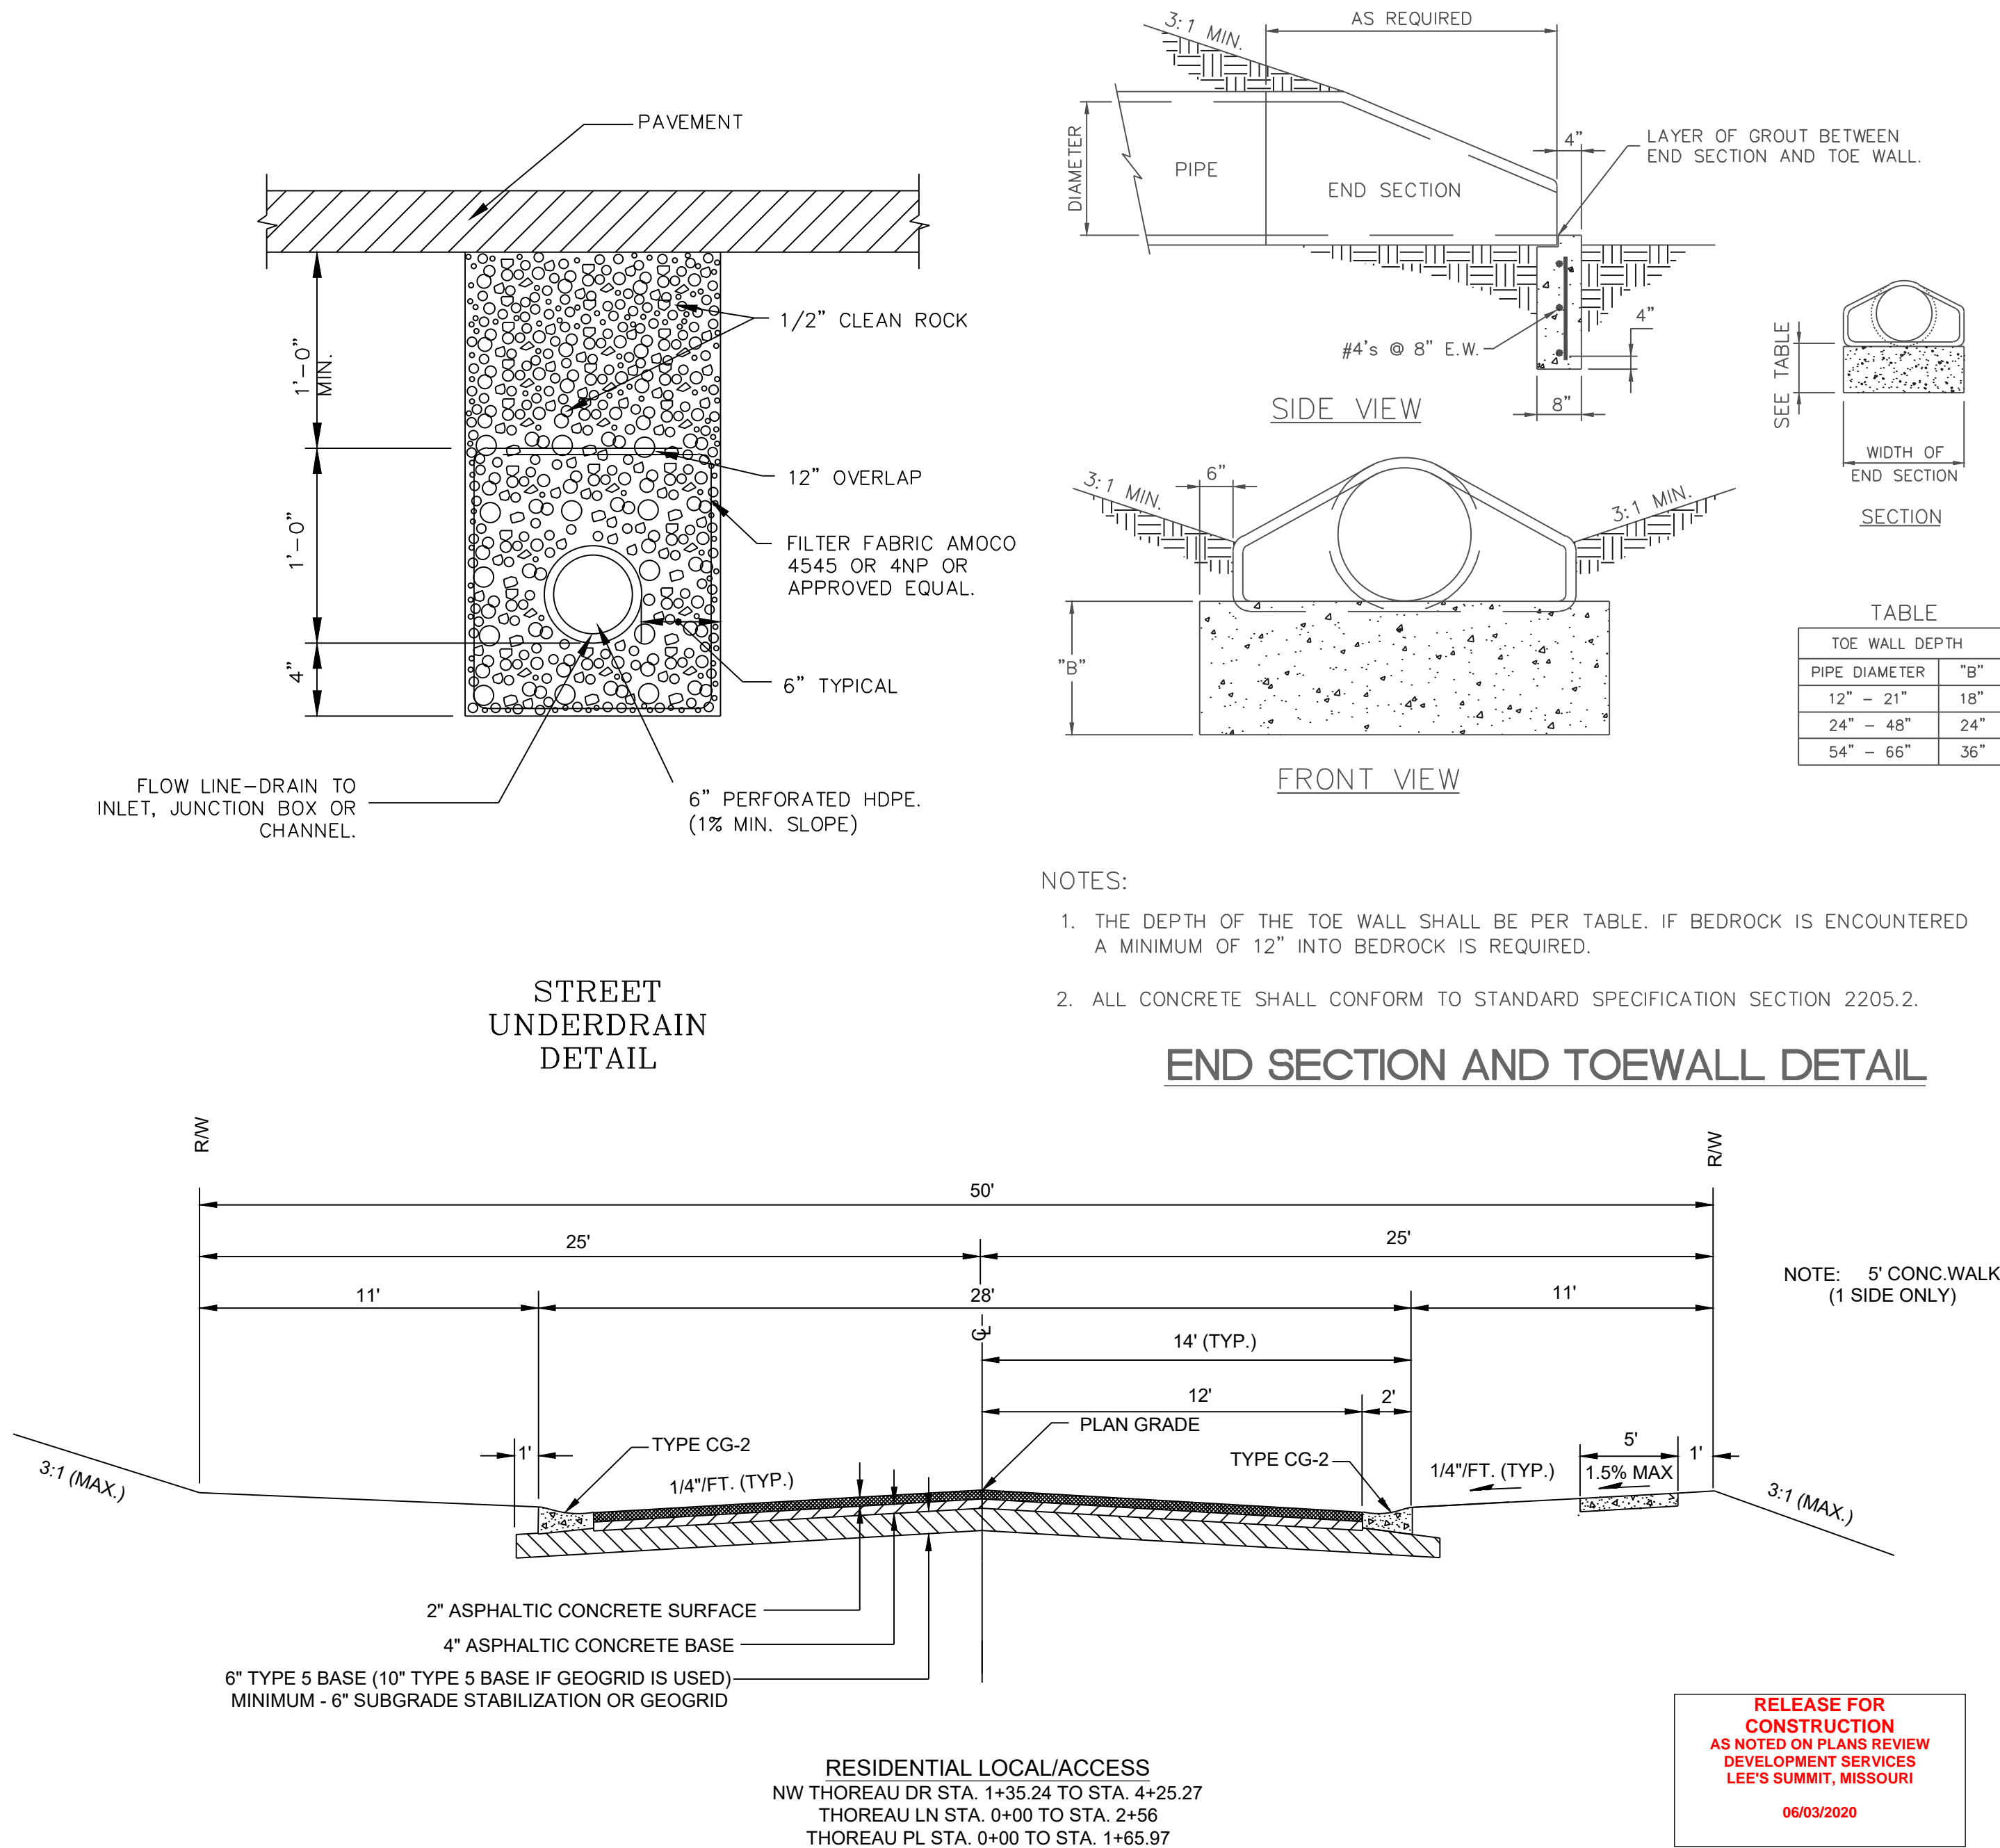 PAVEMENT
1'-0"
MIN.
1/2" CLEAN ROCK
12" OVERLAP
1'-0"
FILTER FABRIC AMOCO
4545 OR 4NP OR
APPROVED EQUAL.
4"
6" TYPICAL
FLOW LINE-DRAIN TO
INLET, JUNCTION BOX OR
CHANNEL.
6" PERFORATED HDPE.
(1% MIN. SLOPE)
STREET
UNDERDRAIN
DETAIL
3:1 MIN.
AS REQUIRED
DIAMETER
PIPE
END SECTION
4"
LAYER OF GROUT BETWEEN
END SECTION AND TOE WALL.
#4's @ 8" E.W.
4"
8"
SIDE VIEW
SEE TABLE
WIDTH OF
END SECTION
SECTION
3:1 MIN.
6"
3:1 MIN.
"B"
FRONT VIEW
TABLE
TOE WALL DEPTH
PIPE DIAMETER "B"
12" - 21" 18"
24" - 48" 24"
54" - 66" 36"
NOTES:
1. THE DEPTH OF THE TOE WALL SHALL BE PER TABLE. IF BEDROCK IS ENCOUNTERED
A MINIMUM OF 12" INTO BEDROCK IS REQUIRED.
2. ALL CONCRETE SHALL CONFORM TO STANDARD SPECIFICATION SECTION 2205.2.
END SECTION AND TOEWALL DETAIL
R/W
R/W
50'
25'
25'
11'
28'
11'
NOTE: 5' CONC.WALK
(1 SIDE ONLY)
CL
14' (TYP.)
12'
2'
PLAN GRADE
1'
TYPE CG-2
TYPE CG-2
5'
1'
3:1 (MAX.)
1/4"/FT. (TYP.)
1/4"/FT. (TYP.)
1.5% MAX
3:1 (MAX.)
2" ASPHALTIC CONCRETE SURFACE
4" ASPHALTIC CONCRETE BASE
6" TYPE 5 BASE (10" TYPE 5 BASE IF GEOGRID IS USED)
MINIMUM - 6" SUBGRADE STABILIZATION OR GEOGRID
RESIDENTIAL LOCAL/ACCESS
NW THOREAU DR STA. 1+35.24 TO STA. 4+25.27
THOREAU LN STA. 0+00 TO STA. 2+56
THOREAU PL STA. 0+00 TO STA. 1+65.97
RELEASE FOR
CONSTRUCTION
AS NOTED ON PLANS REVIEW
DEVELOPMENT SERVICES
LEE'S SUMMIT, MISSOURI
06/03/2020